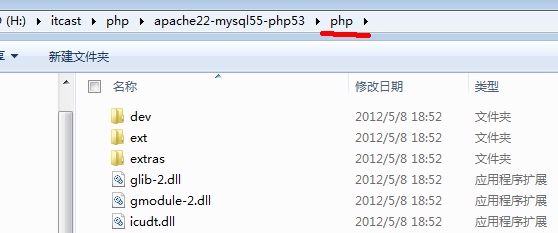 (H:) ▸ itcast ▸ php ▸ apache22-mysql55-php53 ▸ php ▸
享 ▾ 新建文件夹
名称 修改日期 类型
dev 2012/5/8 18:52 文件夹
ext 2012/5/8 18:52 文件夹
extras 2012/5/8 18:52 文件夹
glib-2.dll 2012/5/8 18:52 应用程序扩展
gmodule-2.dll 2012/5/8 18:52 应用程序扩展
icudt.dll 2012/5/8 18:52 应用程序扩展